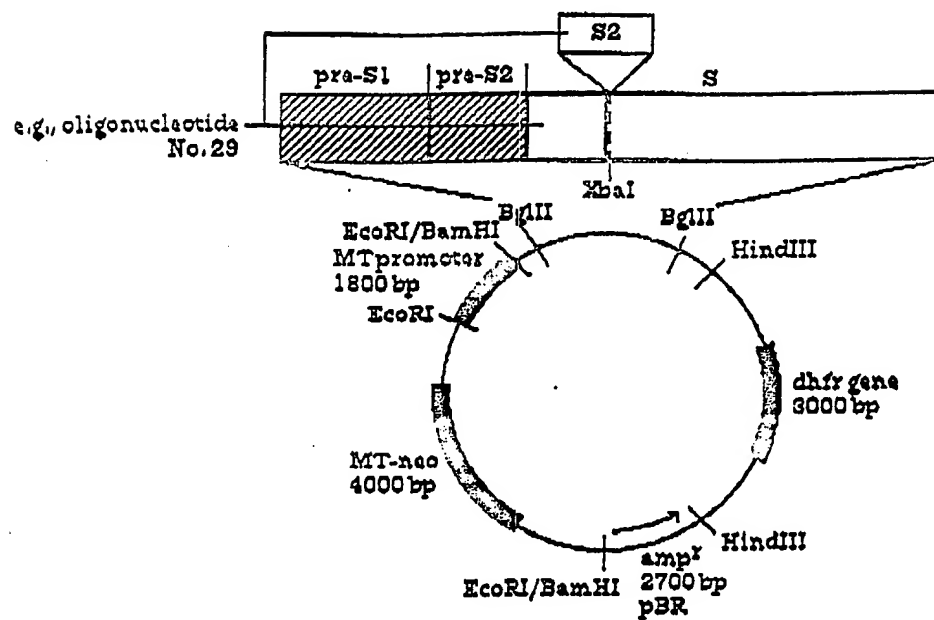 S2
pre-S1
pre-S2
S
e.g., oligonucleotide
No.29
XbaI
BglII
BglII
EcoRI/BamHI
HindIII
MTpromoter
1800 bp
EcoRI
dhfr gene
3000 bp
MT-neo
4000 bp
HindIII
EcoRI/BamHI
ampr
2700 bp
pBR